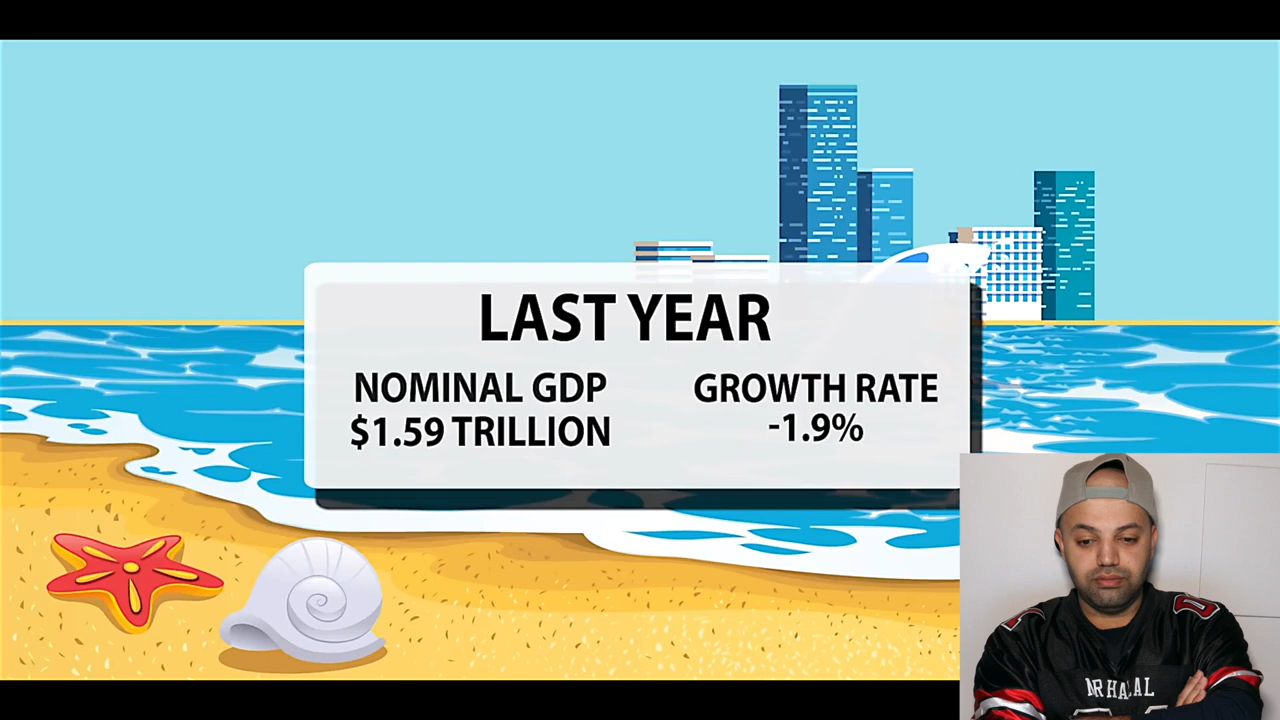 LAST YEAR
NOMINAL GDP
$1.59 TRILLION
GROWTH RATE
-1.9%